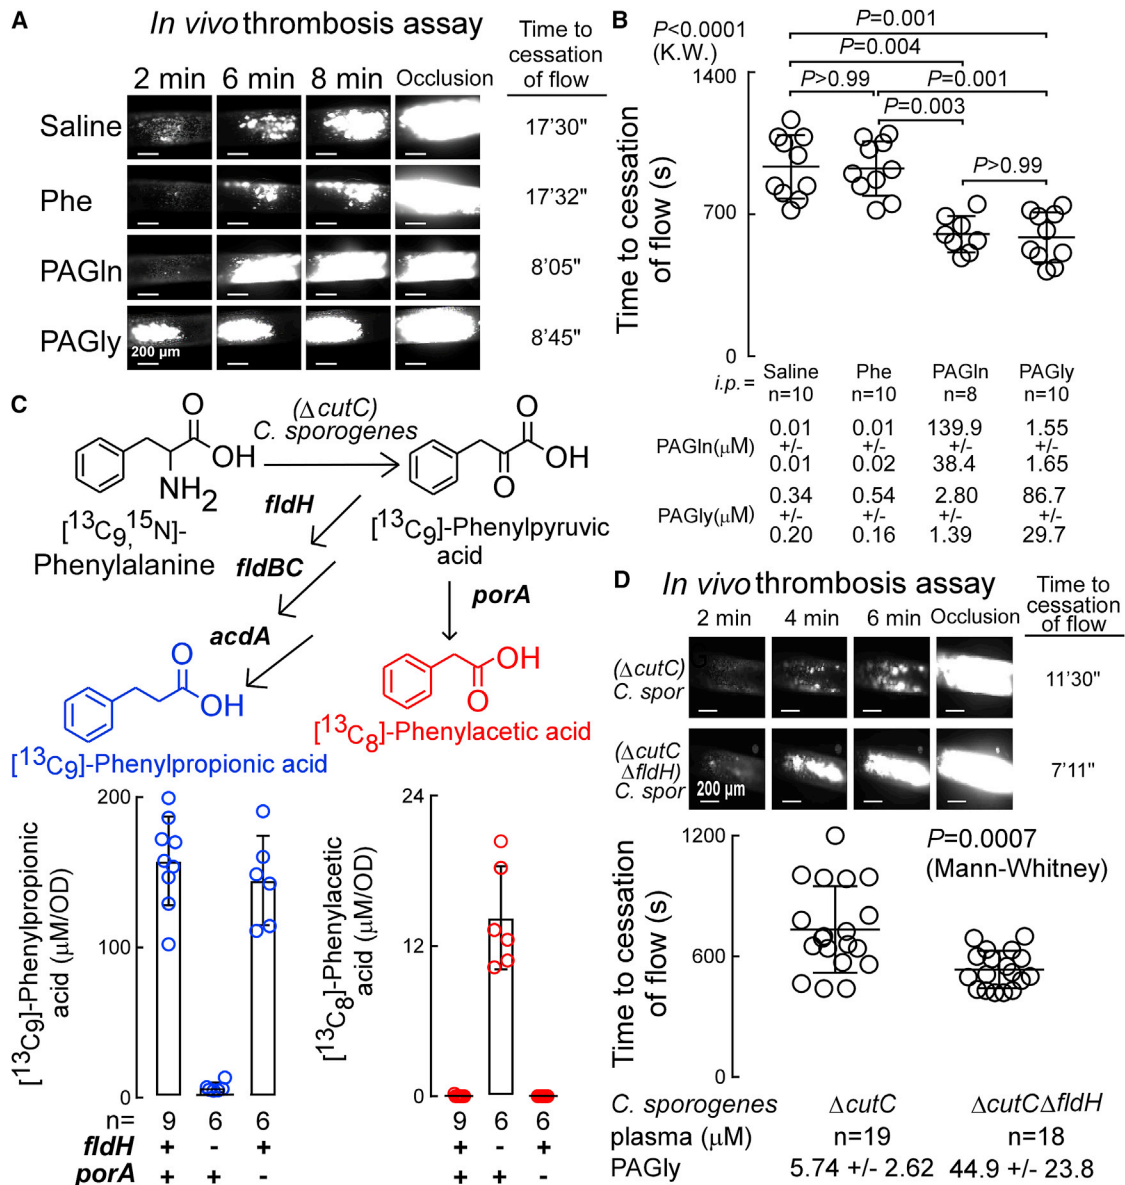 A
In vivo thrombosis assay
Time to
cessation
of flow
2 min 6 min 8 min Occlusion
Saline 17'30"
Phe 17'32"
PAGln 8'05"
PAGly 8'45"
200 µm
B
P<0.0001
(K.W.)
P=0.001
P=0.004
P>0.99 P=0.001
P=0.003
P>0.99
Time to cessation
of flow (s)
1400
700
0
i.p.= Saline Phe PAGln PAGly
n=10 n=10 n=8 n=10
PAGln(µM) 0.01 0.01 139.9 1.55
+/- +/- +/- +/-
0.01 0.02 38.4 1.65
PAGly(µM) 0.34 0.54 2.80 86.7
+/- +/- +/- +/-
0.20 0.16 1.39 29.7
C
O
OH
NH2
[13C9,15N]-
Phenylalanine
(ΔcutC)
C. sporogenes
O
OH
O
[13C9]-Phenylpyruvic
acid
fldH
fldBC
acdA
porA
O
OH
[13C9]-Phenylpropionic acid
OH
O
[13C8]-Phenylacetic acid
[13C9]-Phenylpropionic
acid (µM/OD)
200
100
0
[13C8]-Phenylacetic
acid (µM/OD)
24
12
0
n= 9 6 6 9 6 6
fldH + - + + - +
porA + + - + + -
D
In vivo thrombosis assay
Time to
cessation
of flow
2 min 4 min 6 min Occlusion
(ΔcutC)
C. spor
11'30"
(ΔcutC
ΔfldH)
C. spor
200 µm
7'11"
Time to cessation
of flow (s)
1200
600
0
P=0.0007
(Mann-Whitney)
C. sporogenes ΔcutC ΔcutCΔfldH
plasma (µM) n=19 n=18
PAGly 5.74 +/- 2.62 44.9 +/- 23.8